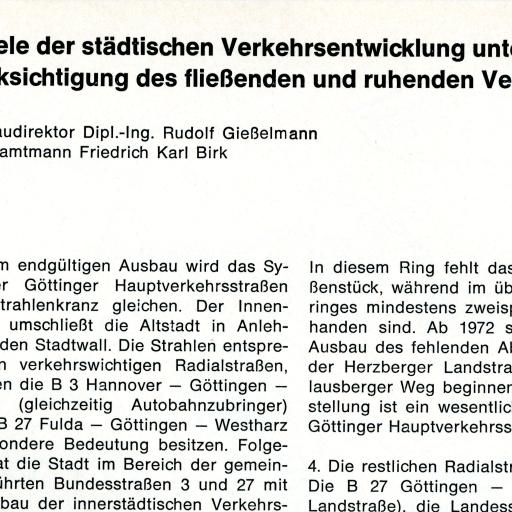 ele der städtischen Verkehrsentwicklung unte
ksichtigung des fließenden und ruhenden Ve
audirektor Dipl.-Ing. Rudolf Gießelmann
amtmann Friedrich Karl Birk
m endgültigen Ausbau wird das Sy-
er Göttinger Hauptverkehrsstraßen
trahlenkranz gleichen. Der Innen-
umschließt die Altstadt in Anleh-
den Stadtwall. Die Strahlen entspre-
n verkehrswichtigen Radialstraßen,
en die B 3 Hannover — Göttingen —
(gleichzeitig Autobahnzubringer)
B 27 Fulda — Göttingen — Westharz
ondere Bedeutung besitzen. Folge-
at die Stadt im Bereich der gemein-
ührten Bundesstraßen 3 und 27 mit
bau der innerstädtischen Verkehrs-
In diesem Ring fehlt das
ßenstück, während im üb
ringes mindestens zweisp
handen sind. Ab 1972 s
Ausbau des fehlenden Al
der Herzberger Landstra
lausberger Weg beginnen
stellung ist ein wesentlic
Göttinger Hauptverkehrss
4. Die restlichen Radialstr
Die B 27 Göttingen —
Landstraße), die Landess